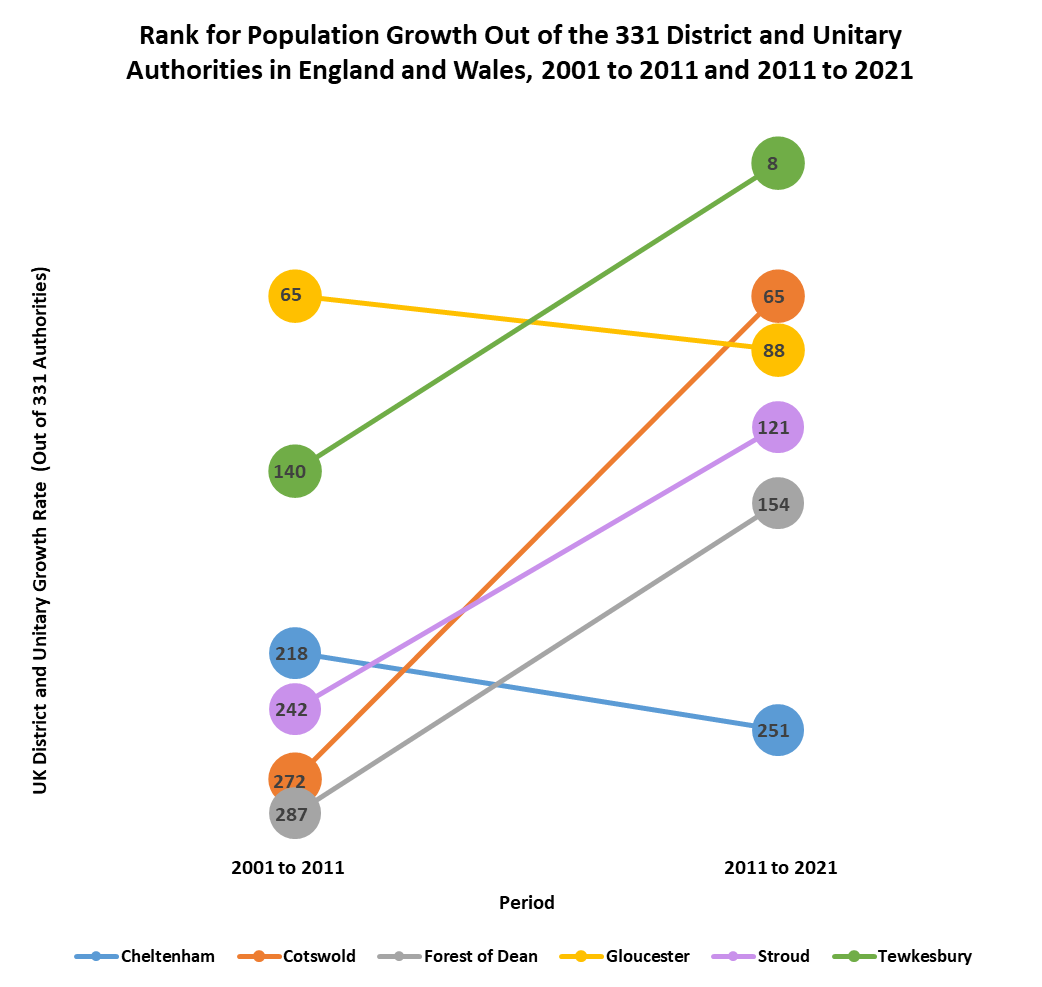 Rank for Population Growth Out of the 331 District and Unitary
Authorities in England and Wales, 2001 to 2011 and 2011 to 2021
UK District and Unitary Growth Rate (Out of 331 Authorities)
8
65
65
88
121
140
154
218
242
251
272
287
2001 to 2011
2011 to 2021
Period
Cheltenham
Cotswold
Forest of Dean
Gloucester
Stroud
Tewkesbury